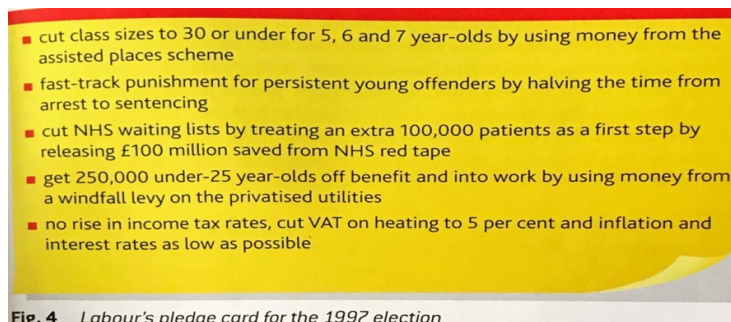 ■ cut class sizes to 30 or under for 5, 6 and 7 year-olds by using money from the
assisted places scheme
■ fast-track punishment for persistent young offenders by halving the time from
arrest to sentencing
■ cut NHS waiting lists by treating an extra 100,000 patients as a first step by
releasing £100 million saved from NHS red tape
■ get 250,000 under-25 year-olds off benefit and into work by using money from
a windfall levy on the privatised utilities
■ no rise in income tax rates, cut VAT on heating to 5 per cent and inflation and
interest rates as low as possible
Fig. 4 Labour's pledge card for the 1997 election